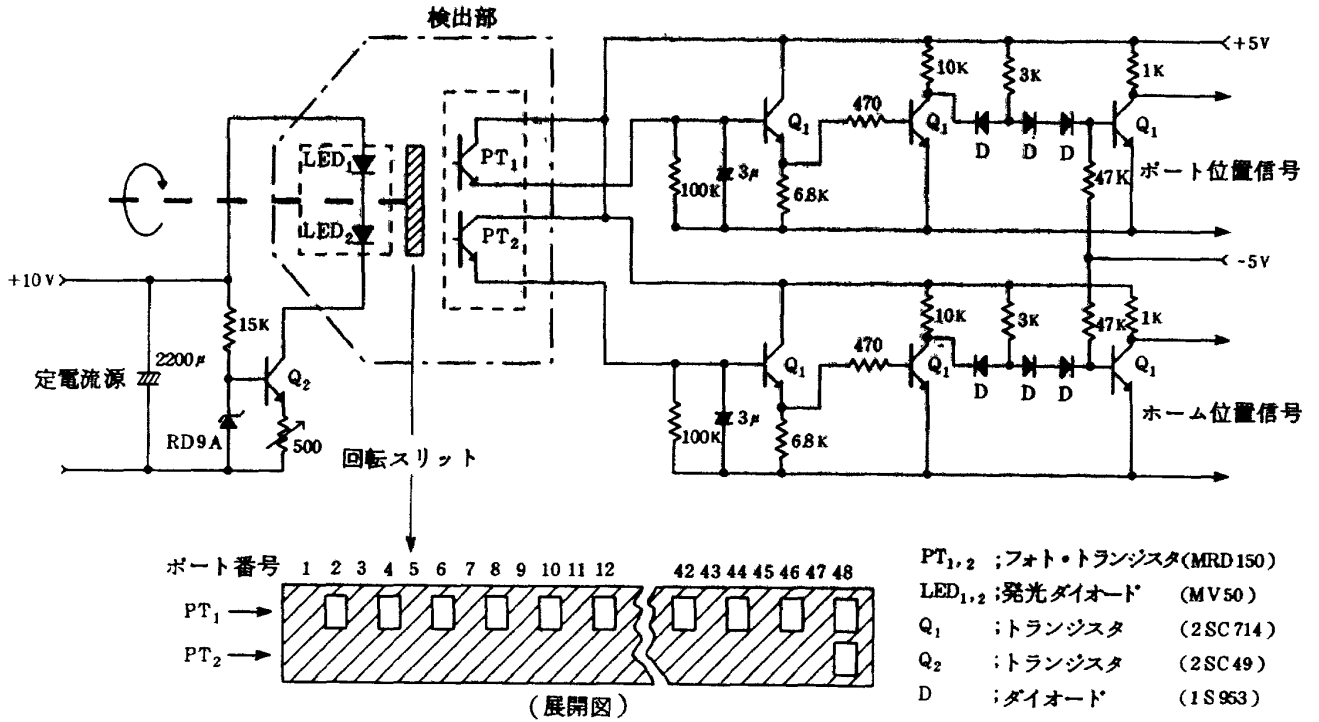 検出部
+5V
10K
3K
1K
470
LED₁
PT₁
Q₁
Q₁
D
D
D
Q₁
100K
3μ
6.8K
47K
ポート位置信号
LED₂
PT₂
-5V
+10V
15K
10K
3K
47K
1K
2200μ
定電流源
Q₂
470
Q₁
Q₁
D
D
D
Q₁
RD9A
500
100K
3μ
68K
ホーム位置信号
回転スリット
ポート番号 1 2 3 4 5 6 7 8 9 10 11 12 42 43 44 45 46 47 48
PT₁
PT₂
(展開図)
PT₁,₂ ;フォト・トランジスタ(MRD150)
LED₁,₂ ;発光ダイオード (MV50)
Q₁ ;トランジスタ (2SC714)
Q₂ ;トランジスタ (2SC49)
D ;ダイオード (1S953)